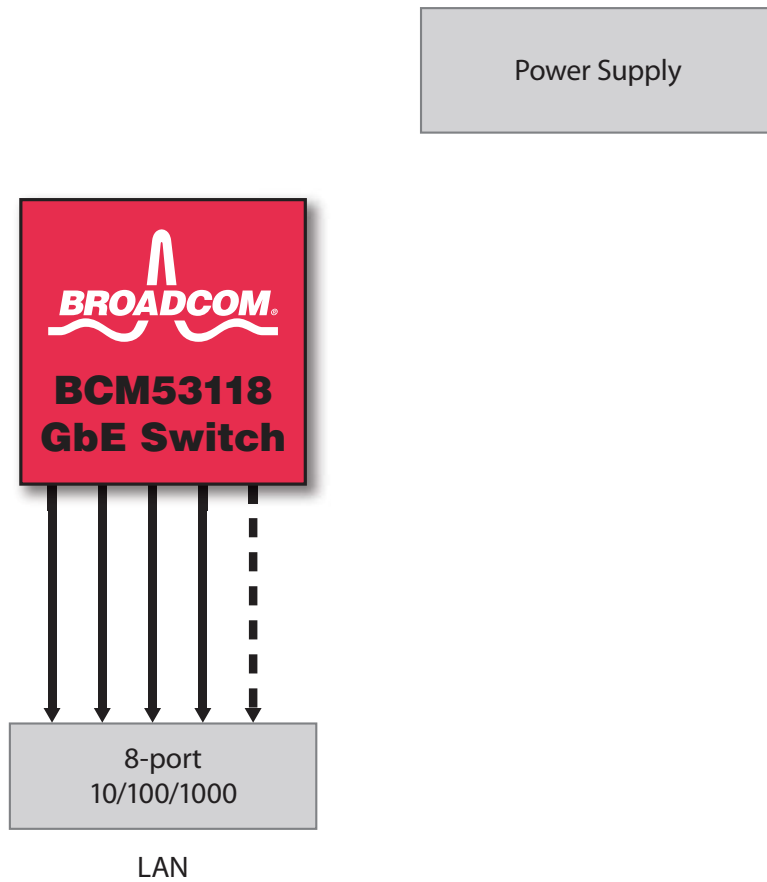 Power Supply
BROADCOM®
BCM53118
GbE Switch
8-port
10/100/1000
LAN